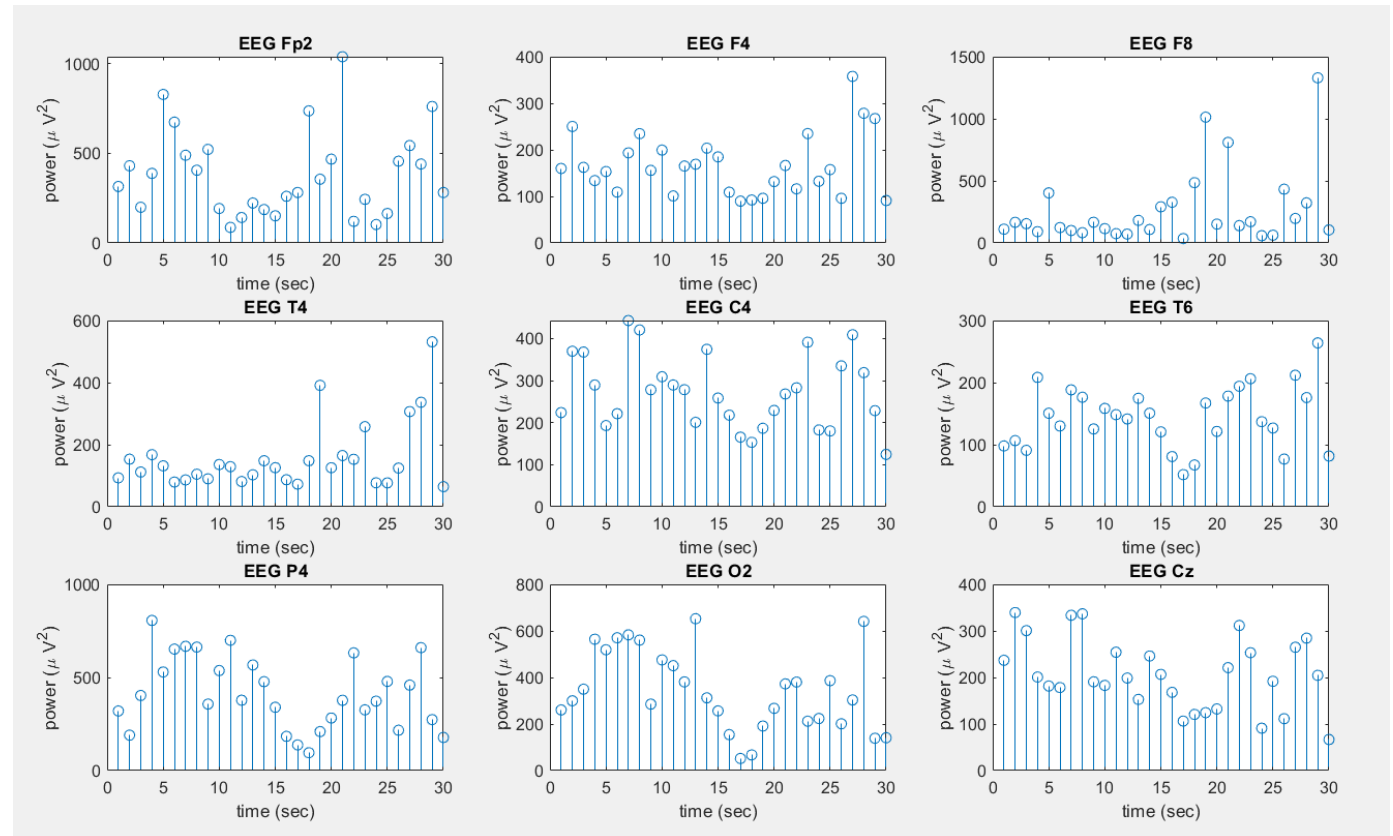 EEG Fp2
1000
500
0
power (μ V²)
0 5 10 15 20 25 30
time (sec)
EEG F4
400
300
200
100
0
power (μ V²)
0 5 10 15 20 25 30
time (sec)
EEG F8
1500
1000
500
0
power (μ V²)
0 5 10 15 20 25 30
time (sec)
EEG T4
600
400
200
0
power (μ V²)
0 5 10 15 20 25 30
time (sec)
EEG C4
400
300
200
100
0
power (μ V²)
0 5 10 15 20 25 30
time (sec)
EEG T6
300
200
100
0
power (μ V²)
0 5 10 15 20 25 30
time (sec)
EEG P4
1000
500
0
power (μ V²)
0 5 10 15 20 25 30
time (sec)
EEG O2
800
600
400
200
0
power (μ V²)
0 5 10 15 20 25 30
time (sec)
EEG Cz
400
300
200
100
0
power (μ V²)
0 5 10 15 20 25 30
time (sec)